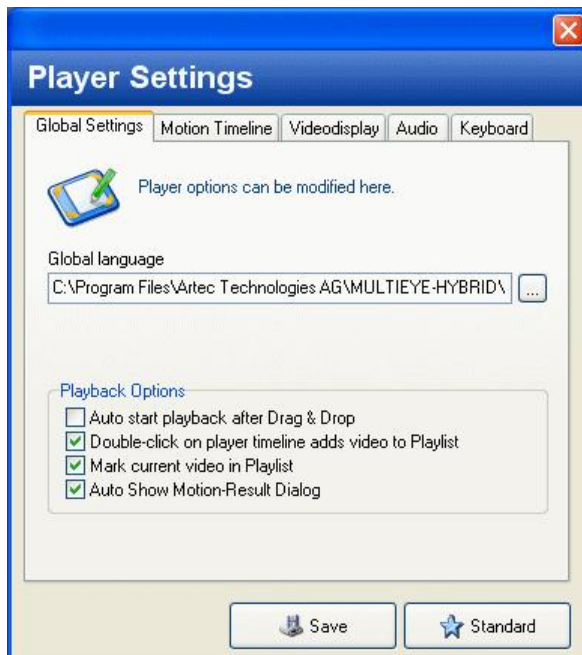 Player Settings
Global Settings Motion Timeline Videodisplay Audio Keyboard
Player options can be modified here.
Global language
C:\Program Files\Artec Technologies AG\MULTIEYE-HYBRID\
...
Playback Options
Auto start playback after Drag & Drop
Double-click on player timeline adds video to Playlist
Mark current video in Playlist
Auto Show Motion-Result Dialog
Save Standard